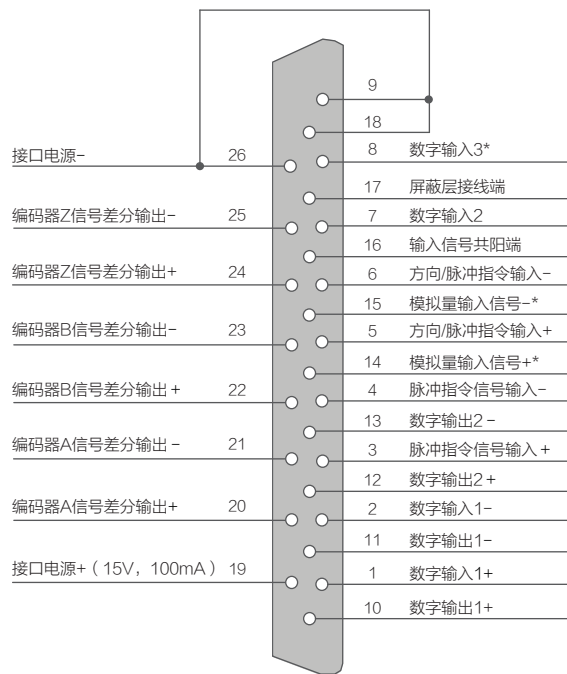 9
18
接口电源- 26
8 数字输入3*
17 屏蔽层接线端
编码器Z信号差分输出- 25
7 数字输入2
16 输入信号共阳端
编码器Z信号差分输出+ 24
6 方向/脉冲指令输入-
15 模拟量输入信号-*
编码器B信号差分输出- 23
5 方向/脉冲指令输入+
14 模拟量输入信号+*
编码器B信号差分输出+ 22
4 脉冲指令信号输入-
13 数字输出2-
编码器A信号差分输出- 21
3 脉冲指令信号输入+
12 数字输出2+
编码器A信号差分输出+ 20
2 数字输入1-
11 数字输出1-
接口电源+（15V，100mA）19
1 数字输入1+
10 数字输出1+